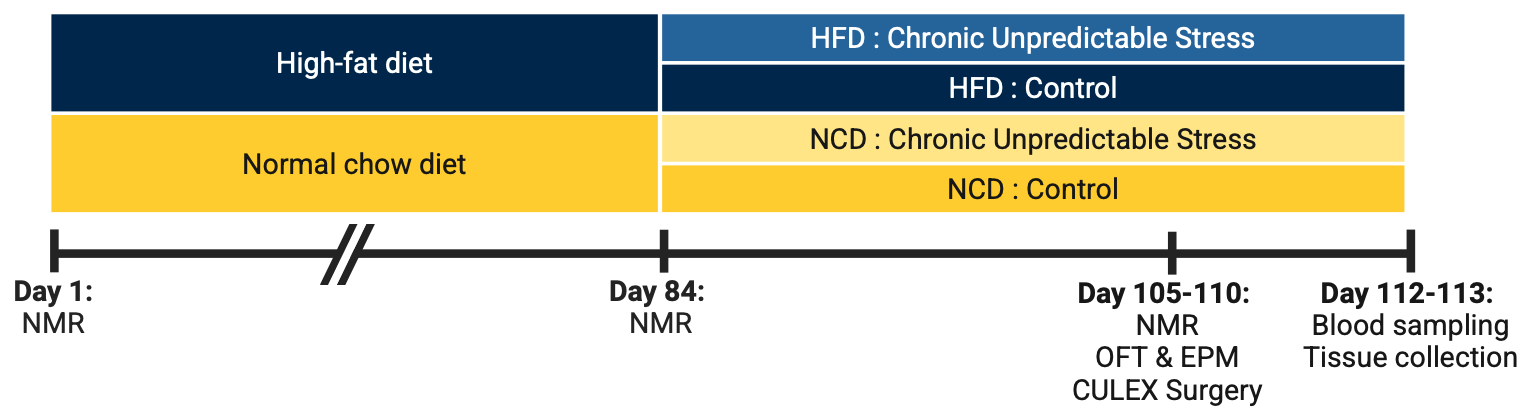 High-fat diet
HFD : Chronic Unpredictable Stress
HFD : Control
Normal chow diet
NCD : Chronic Unpredictable Stress
NCD : Control
Day 1:
NMR
Day 84:
NMR
Day 105-110:
NMR
OFT & EPM
CULEX Surgery
Day 112-113:
Blood sampling
Tissue collection